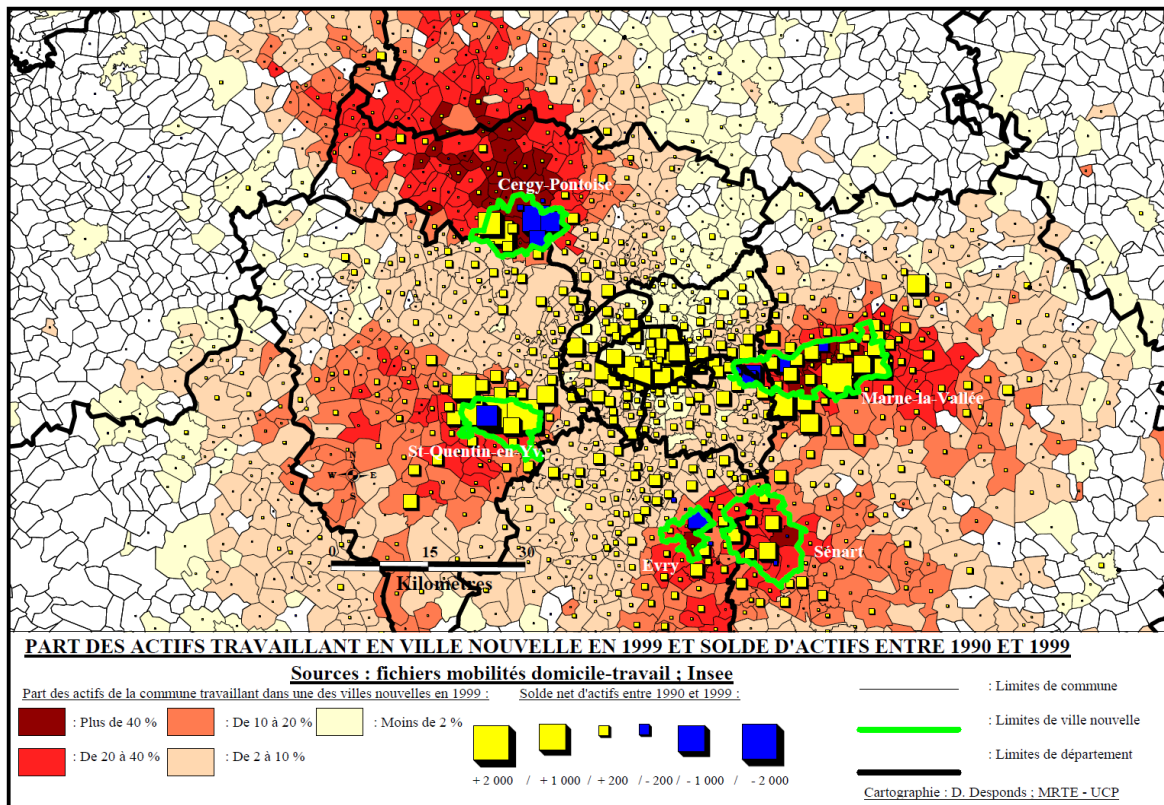 Cergy-Pontoise
Marne-la-Vallée
St-Quentin-en-Yv
N
W E
S
Evry
Sénart
0 15 30
Kilomètres
PART DES ACTIFS TRAVAILLANT EN VILLE NOUVELLE EN 1999 ET SOLDE D'ACTIFS ENTRE 1990 ET 1999
Sources : fichiers mobilités domicile-travail ; Insee
Part des actifs de la commune travaillant dans une des villes nouvelles en 1999 :
: Plus de 40 % : De 10 à 20 % : Moins de 2 %
: De 20 à 40 % : De 2 à 10 %
Solde net d'actifs entre 1990 et 1999 :
+ 2 000 / + 1 000 / + 200 / - 200 / - 1 000 / - 2 000
: Limites de commune
: Limites de ville nouvelle
: Limites de département
Cartographie : D. Desponds ; MRTE - UCP